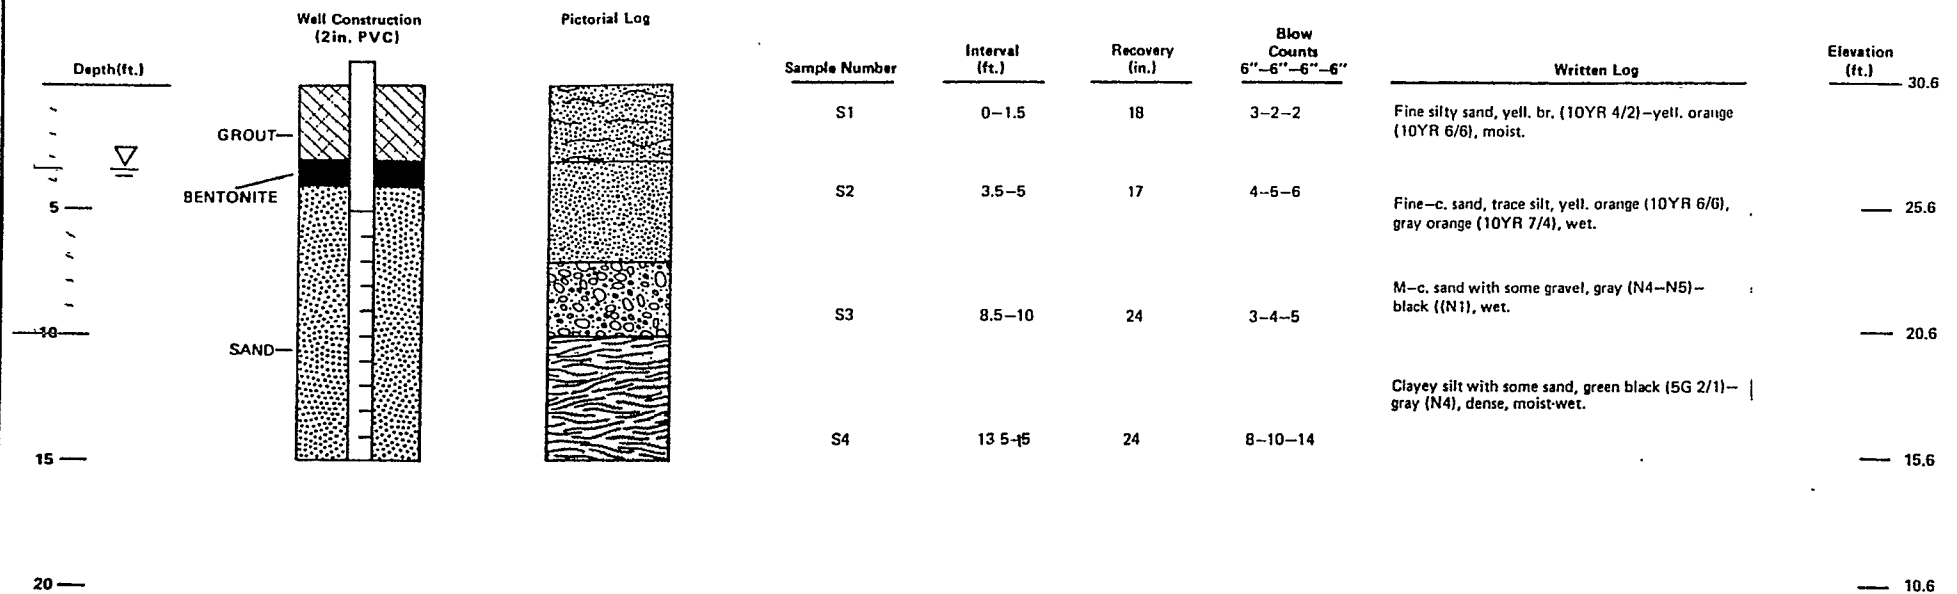 Well Construction
(2in. PVC)
Pictorial Log
Depth(ft.)
Sample Number
Interval
(ft.)
Recovery
(in.)
Blow
Counts
6"–6"–6"–6"
Written Log
Elevation
(ft.)
30.6
GROUT
S1 0–1.5 18 3–2–2
Fine silty sand, yell. br. (10YR 4/2)–yell. orange
(10YR 6/6), moist.
BENTONITE
S2 3.5–5 17 4–5–6
5
Fine–c. sand, trace silt, yell. orange (10YR 6/6),
gray orange (10YR 7/4), wet.
25.6
M–c. sand with some gravel, gray (N4–N5)–
black ((N1), wet.
S3 8.5–10 24 3–4–5
10
20.6
SAND
Clayey silt with some sand, green black (5G 2/1)–
gray (N4), dense, moist-wet.
S4 13 5–15 24 8–10–14
15
15.6
20
10.6